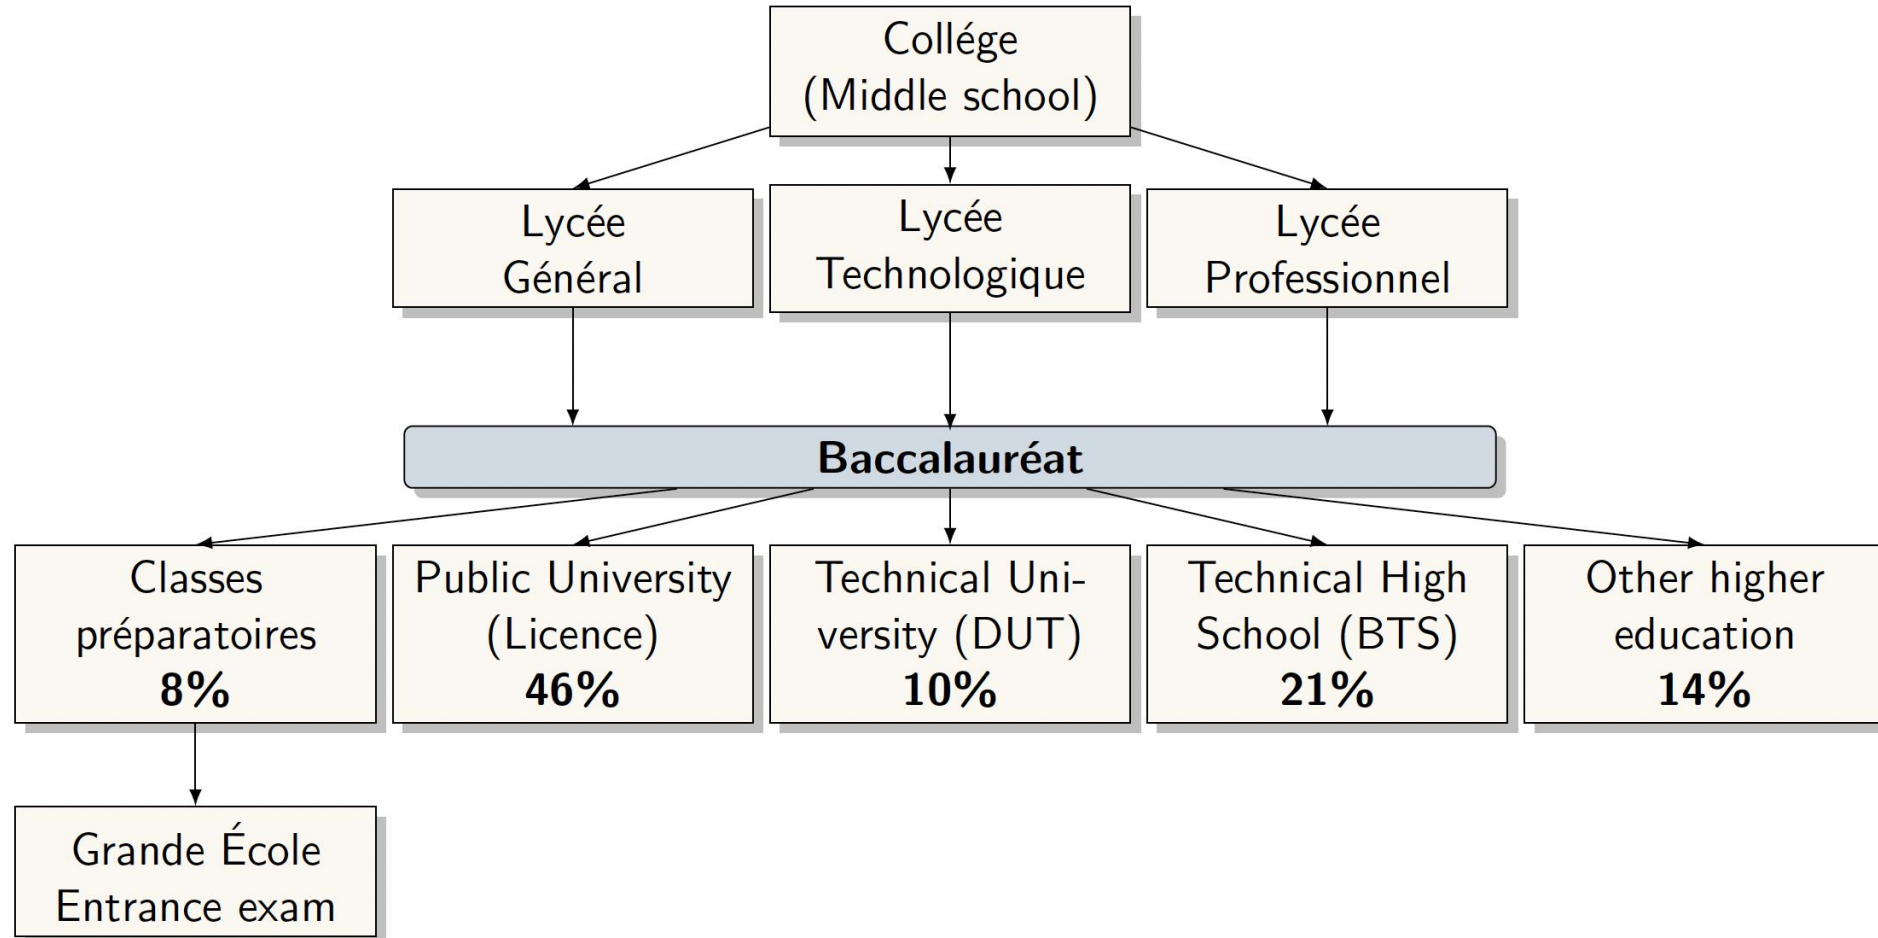 Collége
(Middle school)
Lycée
Général
Lycée
Technologique
Lycée
Professionnel
Baccalauréat
Classes
préparatoires
8%
Public University
(Licence)
46%
Technical Uni-
versity (DUT)
10%
Technical High
School (BTS)
21%
Other higher
education
14%
Grande École
Entrance exam